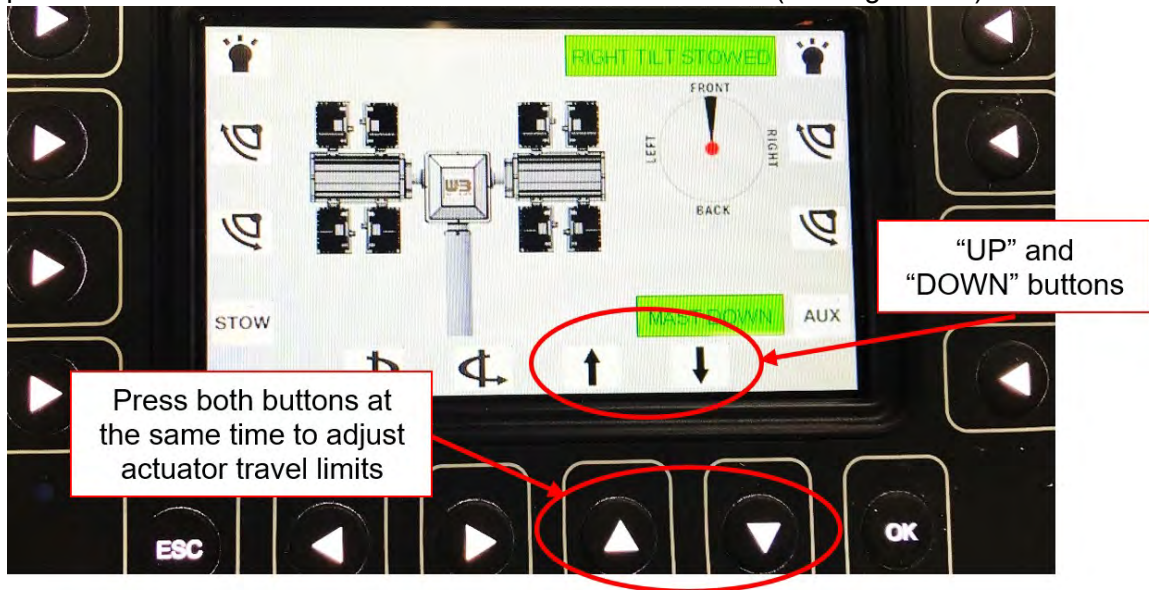 RIGHT TILT STOWED
FRONT
LEFT
RIGHT
BACK
W3
"UP" and
"DOWN" buttons
STOW
MAST DOWN
AUX
Press both buttons at
the same time to adjust
actuator travel limits
ESC
OK